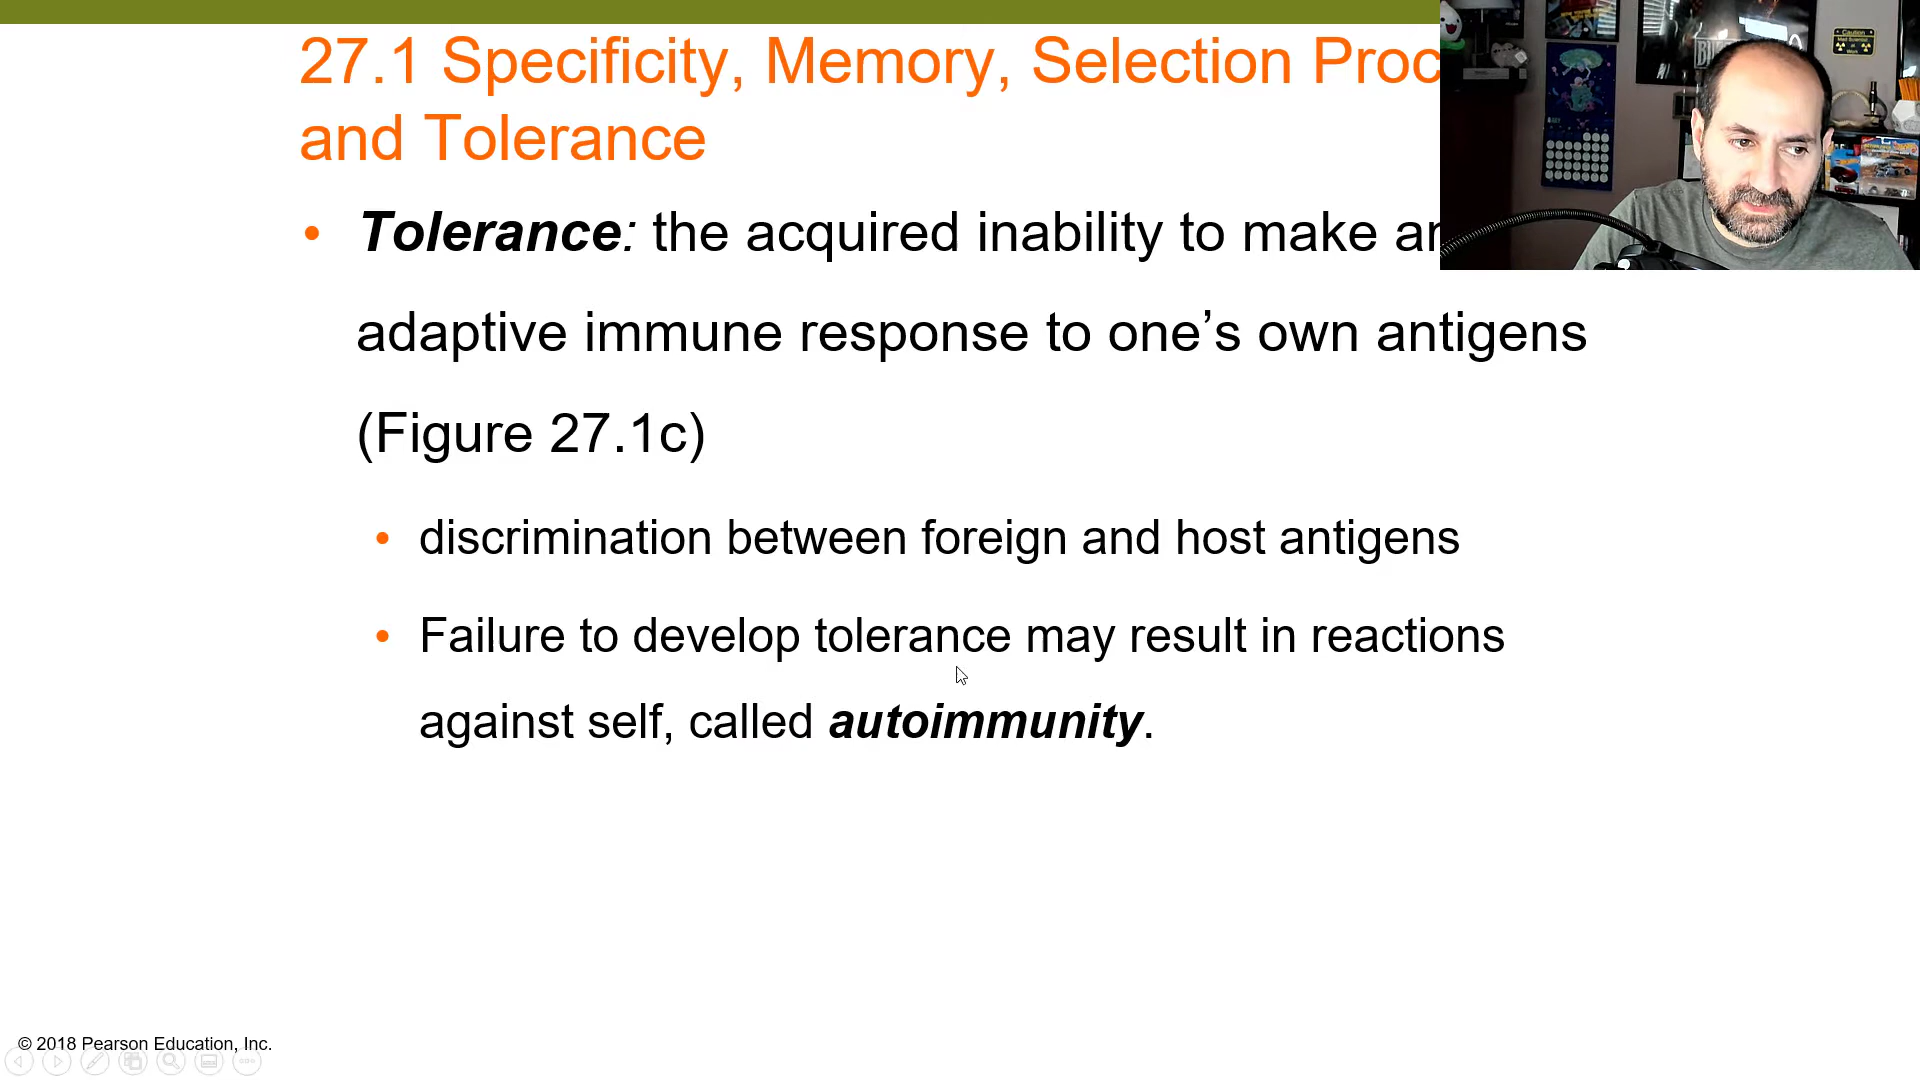 27.1 Specificity, Memory, Selection Proc
and Tolerance
• Tolerance: the acquired inability to make an
adaptive immune response to one’s own antigens
(Figure 27.1c)
• discrimination between foreign and host antigens
• Failure to develop tolerance may result in reactions
against self, called autoimmunity.
© 2018 Pearson Education, Inc.
Caution